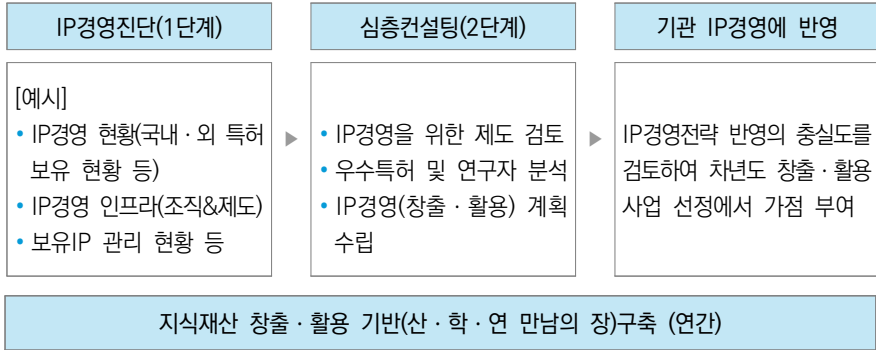 IP경영진단(1단계)
[예시]
• IP경영 현황(국내·외 특허
보유 현황 등)
• IP경영 인프라(조직&제도)
• 보유IP 관리 현황 등
심층컨설팅(2단계)
• IP경영을 위한 제도 검토
• 우수특허 및 연구자 분석
• IP경영(창출·활용) 계획
수립
기관 IP경영에 반영
IP경영전략 반영의 충실도를
검토하여 차년도 창출·활용
사업 선정에서 가점 부여
지식재산 창출·활용 기반(산·학·연 만남의 장)구축 (연간)